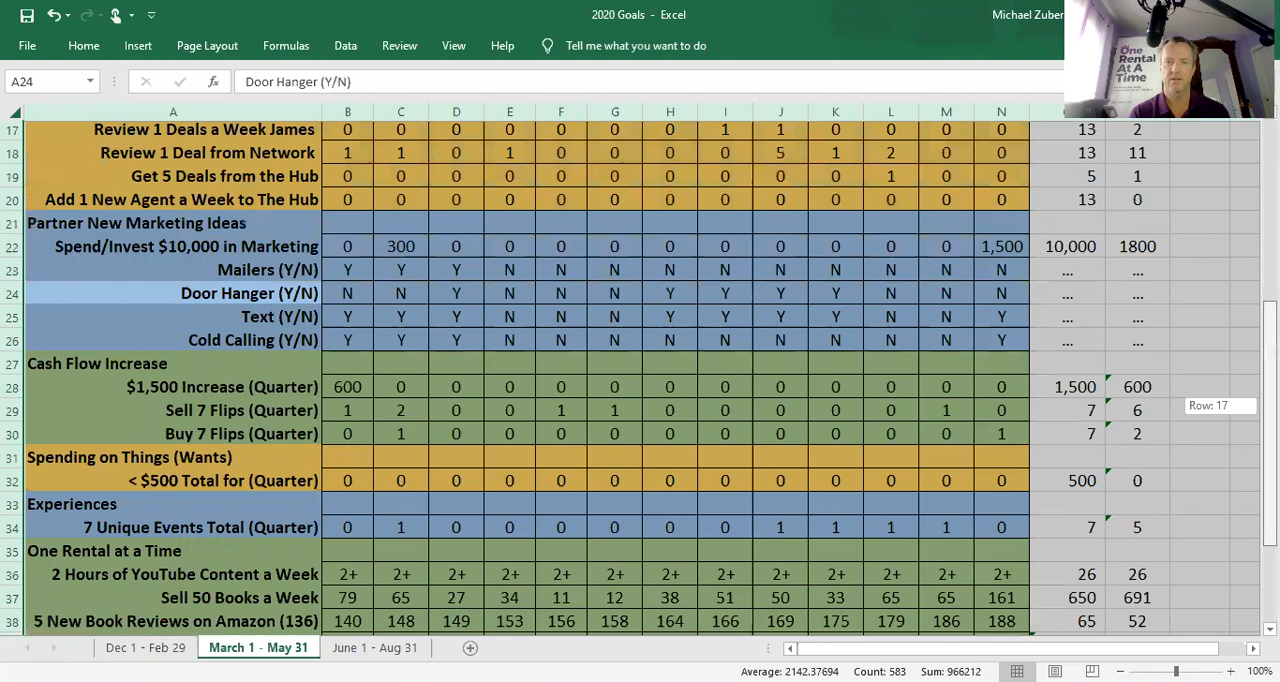 2020 Goals - Excel
Michael Zuber
File Home Insert Page Layout Formulas Data Review View Help Tell me what you want to do
One
Rental
At A
Time
A24 fx Door Hanger (Y/N)
A B C D E F G H I J K L M N
17 Review 1 Deals a Week James 0 0 0 0 0 0 0 1 1 0 0 0 0 13 2
18 Review 1 Deal from Network 1 1 0 1 0 0 0 0 5 1 2 0 0 13 11
19 Get 5 Deals from the Hub 0 0 0 0 0 0 0 0 0 0 1 0 0 5 1
20 Add 1 New Agent a Week to The Hub 0 0 0 0 0 0 0 0 0 0 0 0 0 13 0
21 Partner New Marketing Ideas
22 Spend/Invest $10,000 in Marketing 0 300 0 0 0 0 0 0 0 0 0 0 1,500 10,000 1800
23 Mailers (Y/N) Y Y Y N N N N N N N N N N ... ...
24 Door Hanger (Y/N) N N Y N N N Y Y Y Y N N N ... ...
25 Text (Y/N) Y Y Y N N N Y Y Y N N N Y ... ...
26 Cold Calling (Y/N) Y Y Y N N N N N N N N N Y ... ...
27 Cash Flow Increase
28 $1,500 Increase (Quarter) 600 0 0 0 0 0 0 0 0 0 0 0 0 1,500 600
29 Sell 7 Flips (Quarter) 1 2 0 0 1 1 0 0 0 0 0 1 0 7 6
Row: 17
30 Buy 7 Flips (Quarter) 0 1 0 0 0 0 0 0 0 0 0 0 1 7 2
31 Spending on Things (Wants)
32 < $500 Total for (Quarter) 0 0 0 0 0 0 0 0 0 0 0 0 0 500 0
33 Experiences
34 7 Unique Events Total (Quarter) 0 1 0 0 0 0 0 0 1 1 1 1 0 7 5
35 One Rental at a Time
36 2 Hours of YouTube Content a Week 2+ 2+ 2+ 2+ 2+ 2+ 2+ 2+ 2+ 2+ 2+ 2+ 2+ 26 26
37 Sell 50 Books a Week 79 65 27 34 11 12 38 51 50 33 65 65 161 650 691
38 5 New Book Reviews on Amazon (136) 140 148 149 153 156 158 164 166 169 175 179 186 188 65 52
Dec 1 - Feb 29 March 1 - May 31 June 1 - Aug 31
Average: 2142.37694 Count: 583 Sum: 966212 100%